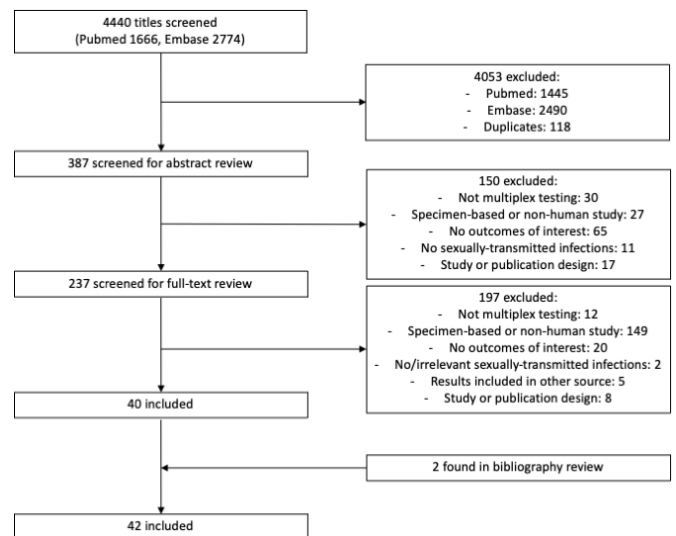 4440 titles screened
(Pubmed 1666, Embase 2774)
4053 excluded:
- Pubmed: 1445
- Embase: 2490
- Duplicates: 118
387 screened for abstract review
150 excluded:
- Not multiplex testing: 30
- Specimen-based or non-human study: 27
- No outcomes of interest: 65
- No sexually-transmitted infections: 11
- Study or publication design: 17
237 screened for full-text review
197 excluded:
- Not multiplex testing: 12
- Specimen-based or non-human study: 149
- No outcomes of interest: 20
- No/irrelevant sexually-transmitted infections: 2
- Results included in other source: 5
- Study or publication design: 8
40 included
2 found in bibliography review
42 included